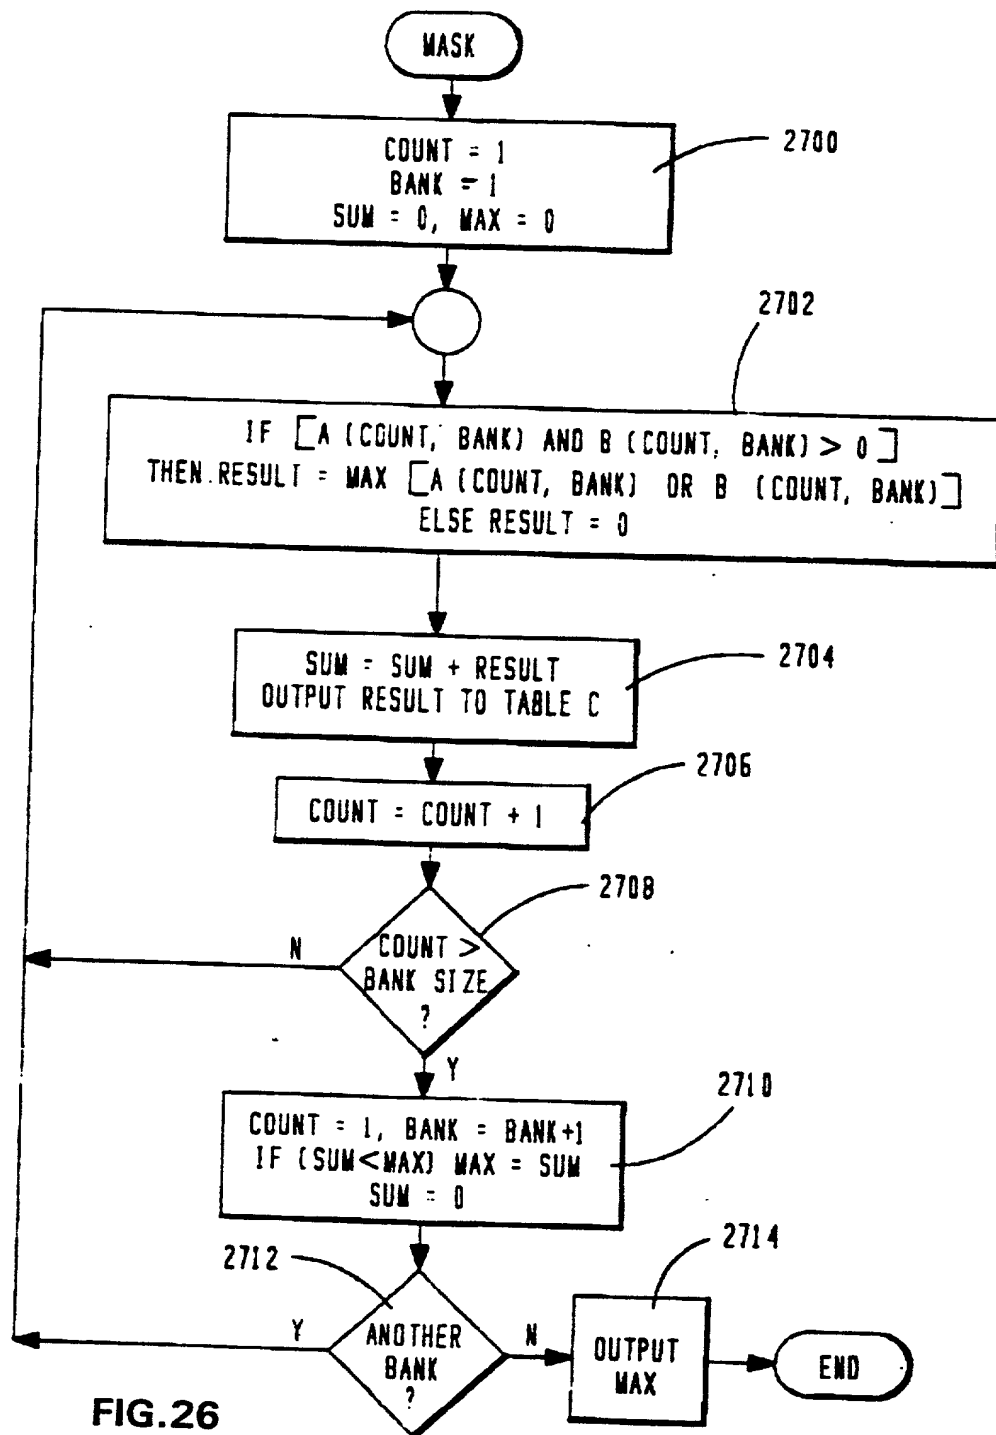 MASK
COUNT = 1
BANK = 1
SUM = 0, MAX = 0
2700
2702
IF [A (COUNT, BANK) AND B (COUNT, BANK) > 0]
THEN RESULT = MAX [A (COUNT, BANK) OR B (COUNT, BANK)]
ELSE RESULT = 0
SUM = SUM + RESULT
OUTPUT RESULT TO TABLE C
2704
2706
COUNT = COUNT + 1
2708
COUNT >
BANK SIZE
?
N
Y
2710
COUNT = 1, BANK = BANK+1
IF (SUM<MAX) MAX = SUM
SUM = 0
2712
2714
ANOTHER
BANK
?
Y
N
OUTPUT
MAX
END
FIG.26